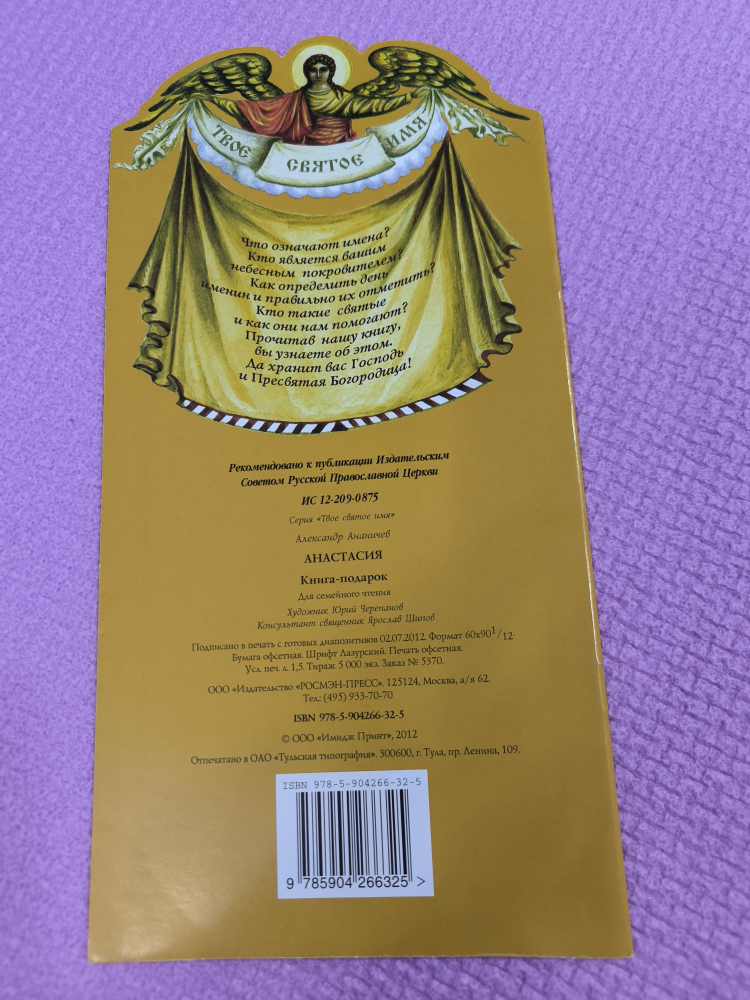 ТВОЕ СВЯТОЕ ИМЯ
Что означают имена?
Кто является вашим
небесным покровителем?
Как определить день
именин и правильно их отметить?
Кто такие святые
и как они нам помогают?
Прочитав нашу книгу,
вы узнаете об этом.
Да хранит вас Господь
и Пресвятая Богородица!
Рекомендовано к публикации Издательским
Советом Русской Православной Церкви
ИС 12-209-0875
Серия «Твое святое имя»
Александр Ананичев
АНАСТАСИЯ
Книга-подарок
Для семейного чтения
Художник Юрий Черепанов
Консультант священник Ярослав Шипов
Подписано в печать с готовых диапозитивов 02.07.2012. Формат 60х90 1/12
Бумага офсетная. Шрифт Лазурский. Печать офсетная.
Усл. печ. л. 1,5. Тираж 5 000 экз. Заказ № 5370.
ООО «Издательство «РОСМЭН-ПРЕСС». 125124, Москва, а/я 62.
Тел.: (495) 933-70-70
ISBN 978-5-904266-32-5
© ООО «Имидж Принт», 2012
Отпечатано в ОАО «Тульская типография». 300600, г. Тула, пр. Ленина, 109.
ISBN 978-5-904266-32-5
9 785904 266325 >